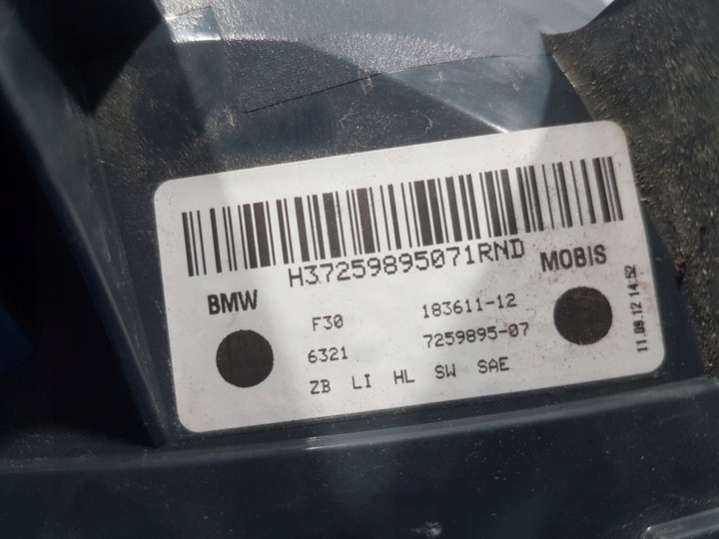 H37259895071RND
BMW
MOBIS
F30 183611-12
6321 7259895-07
ZB LI HL SW SAE
11.09.12 14:52